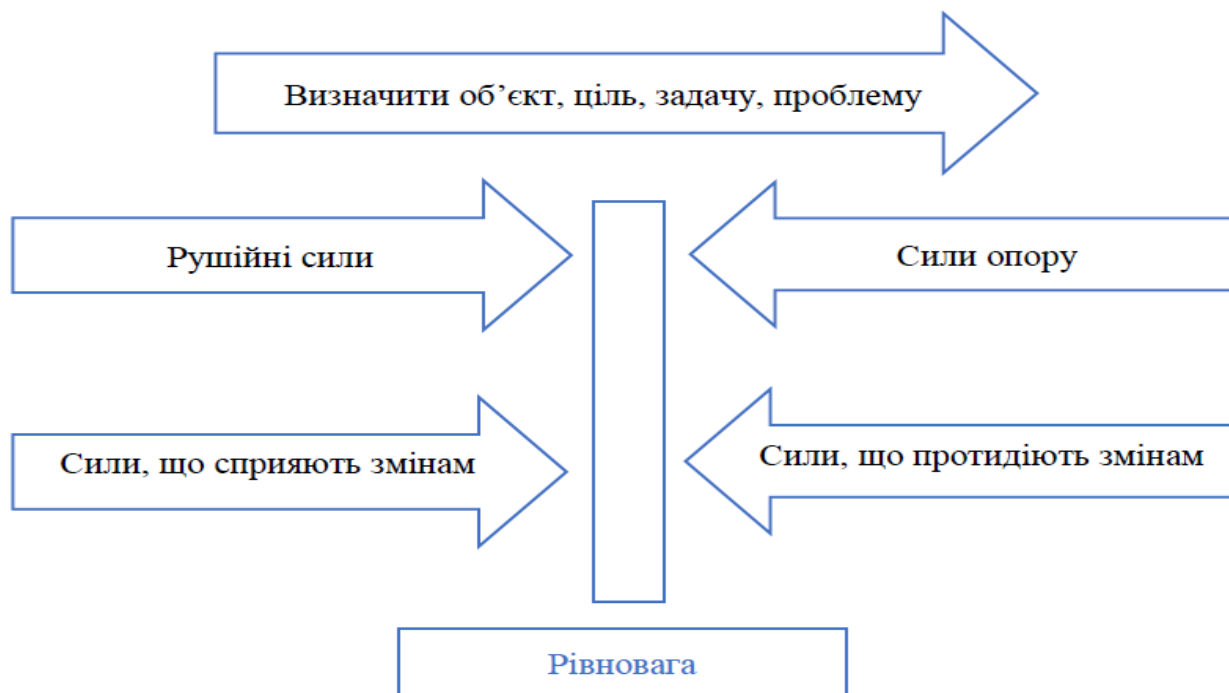 Визначити об’єкт, ціль, задачу, проблему
Рушійні сили
Сили опору
Сили, що сприяють змінам
Сили, що протидіють змінам
Рівновага